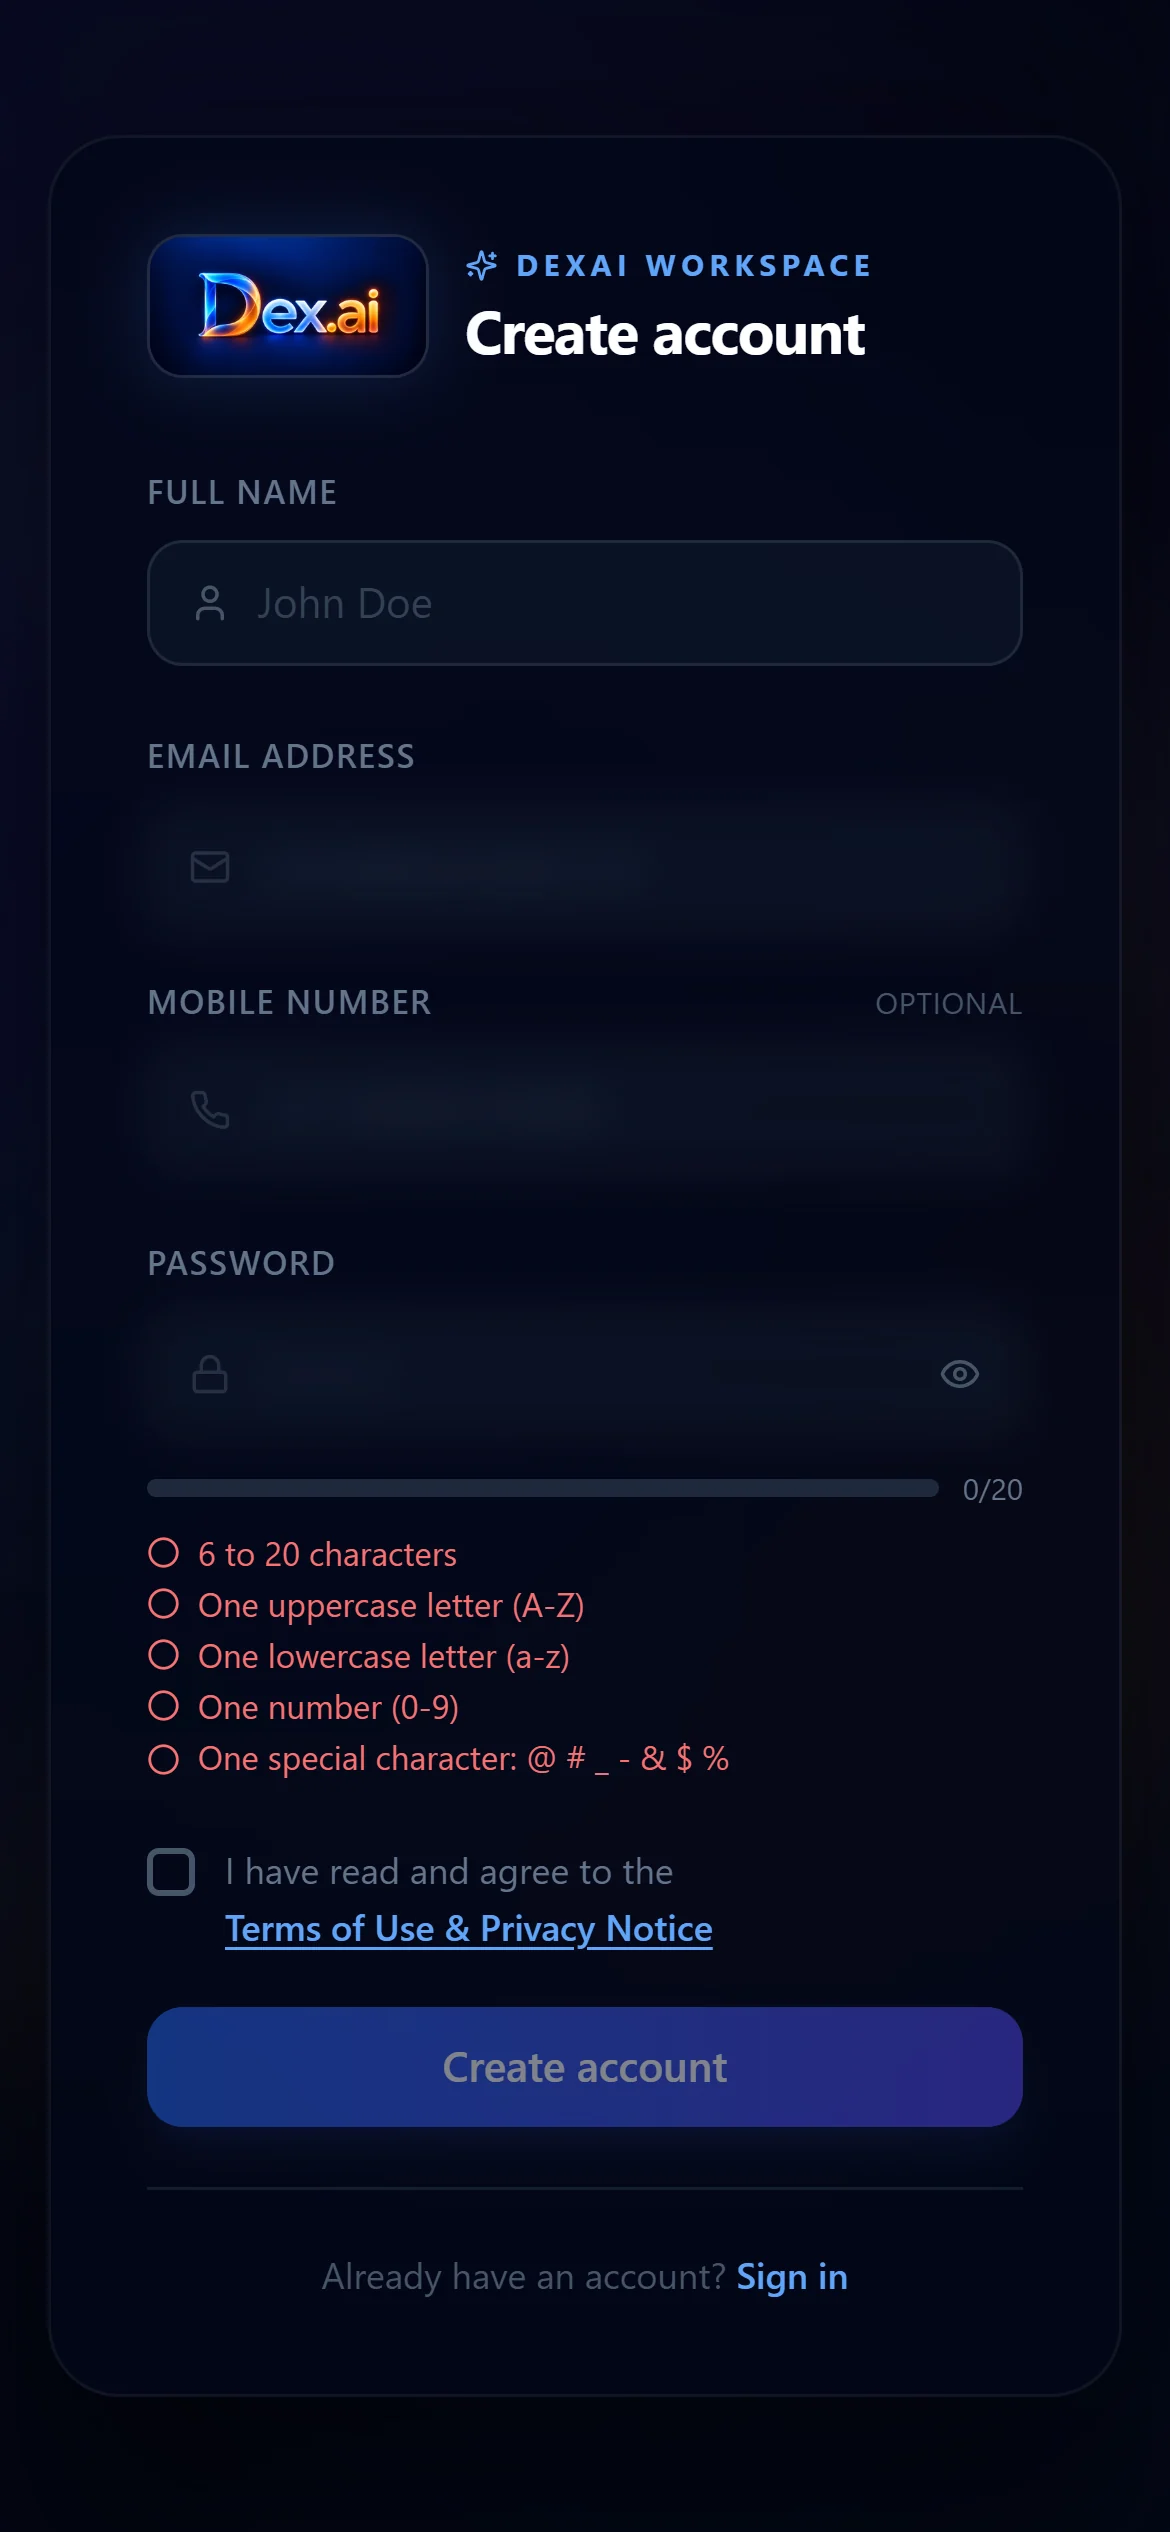 Dex.ai
DEXAI WORKSPACE
Create account
FULL NAME
John Doe
EMAIL ADDRESS
MOBILE NUMBER
OPTIONAL
PASSWORD
0/20
6 to 20 characters
One uppercase letter (A-Z)
One lowercase letter (a-z)
One number (0-9)
One special character: @ # _ - & $ %
I have read and agree to the
Terms of Use & Privacy Notice
Create account
Already have an account? Sign in